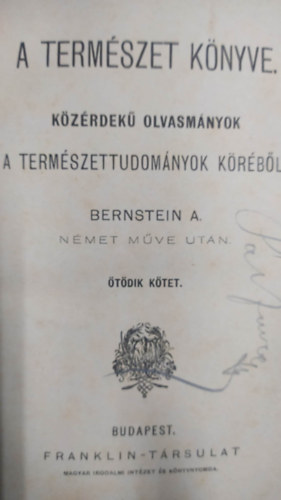 A TERMÉSZET KÖNYVE.
KÖZÉRDEKŰ OLVASMÁNYOK
A TERMÉSZETTUDOMÁNYOK KÖRÉBŐL
BERNSTEIN A.
NÉMET MŰVE UTÁN.
ÖTÖDIK KÖTET.
BUDAPEST.
FRANKLIN-TÁRSULAT
MAGYAR IRODALMI INTÉZET ÉS KÖNYVNYOMDA.